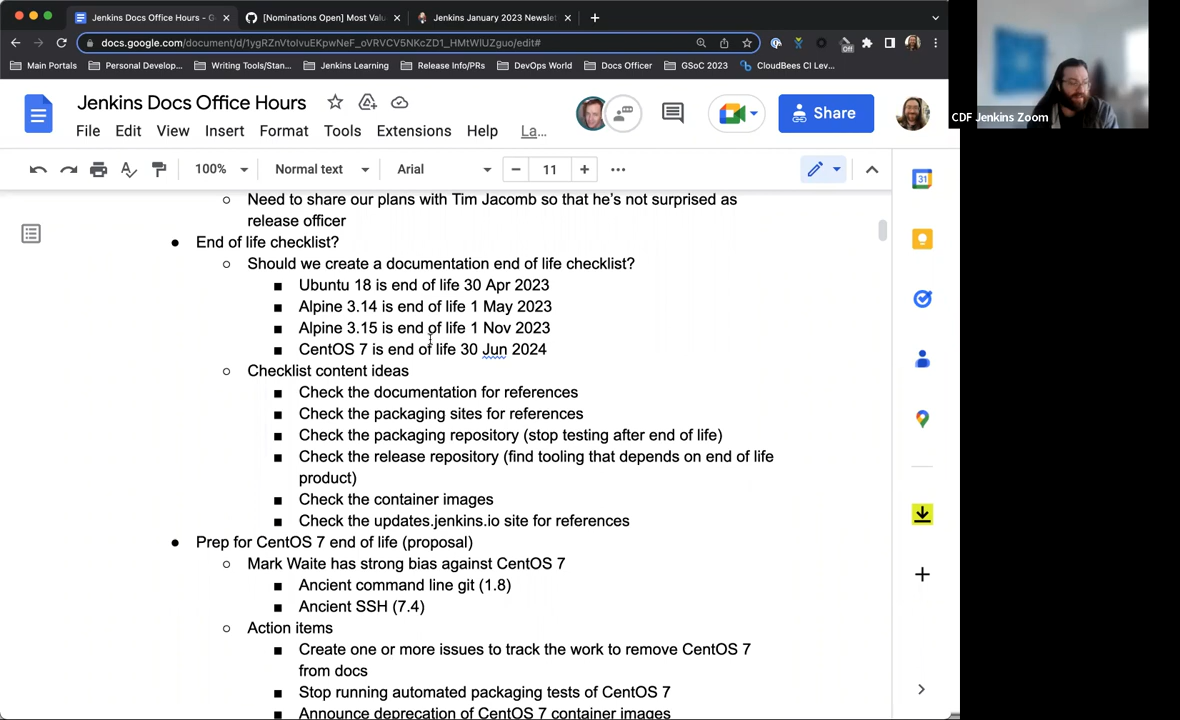 Jenkins Docs Office Hours - G
[Nominations Open] Most Valu
Jenkins January 2023 Newslet
docs.google.com/document/d/1ygRZnVtoIvuEKpwNeF_oVRVCV5NKcZD1_HMtWlUZguo/edit#
Off
Main Portals
Personal Develop...
Writing Tools/Stan...
Jenkins Learning
Release Info/PRs
DevOps World
Docs Officer
GSoC 2023
CloudBees CI Lev...
CDF Jenkins Zoom
Jenkins Docs Office Hours
File Edit View Insert Format Tools Extensions Help La...
Share
100% Normal text Arial 11
31
○ Need to share our plans with Tim Jacomb so that he's not surprised as
release officer
● End of life checklist?
○ Should we create a documentation end of life checklist?
■ Ubuntu 18 is end of life 30 Apr 2023
■ Alpine 3.14 is end of life 1 May 2023
■ Alpine 3.15 is end of life 1 Nov 2023
■ CentOS 7 is end of life 30 Jun 2024
○ Checklist content ideas
■ Check the documentation for references
■ Check the packaging sites for references
■ Check the packaging repository (stop testing after end of life)
■ Check the release repository (find tooling that depends on end of life
product)
■ Check the container images
■ Check the updates.jenkins.io site for references
● Prep for CentOS 7 end of life (proposal)
○ Mark Waite has strong bias against CentOS 7
■ Ancient command line git (1.8)
■ Ancient SSH (7.4)
○ Action items
■ Create one or more issues to track the work to remove CentOS 7
from docs
■ Stop running automated packaging tests of CentOS 7
■ Announce deprecation of CentOS 7 container images